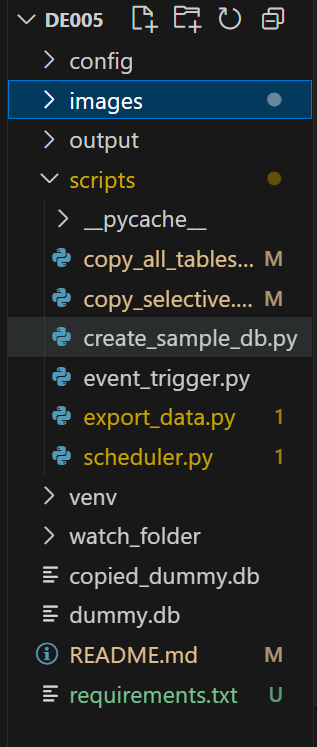 DE005
config
images
output
scripts
__pycache__
copy_all_tables... M
copy_selective.... M
create_sample_db.py
event_trigger.py
export_data.py 1
scheduler.py 1
venv
watch_folder
copied_dummy.db
dummy.db
README.md M
requirements.txt U